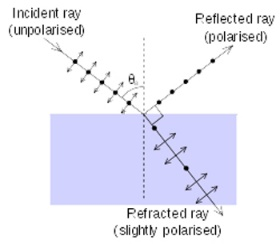 Incident ray
(unpolarised)
Reflected ray
(polarised)
θ
Refracted ray
(slightly polarised)